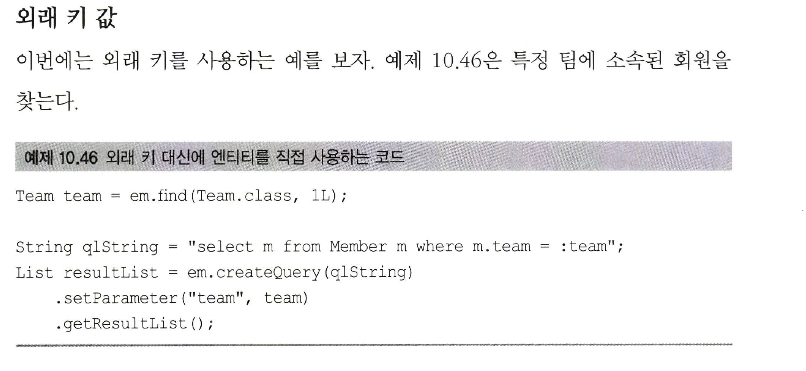 외래 키 값
이번에는 외래 키를 사용하는 예를 보자. 예제 10.46은 특정 팀에 소속된 회원을
찾는다.
예제 10.46 외래 키 대신에 엔티티를 직접 사용하는 코드
Team team = em.find(Team.class, 1L);
String qlString = "select m from Member m where m.team = :team";
List resultList = em.createQuery(qlString)
    .setParameter("team", team)
    .getResultList();